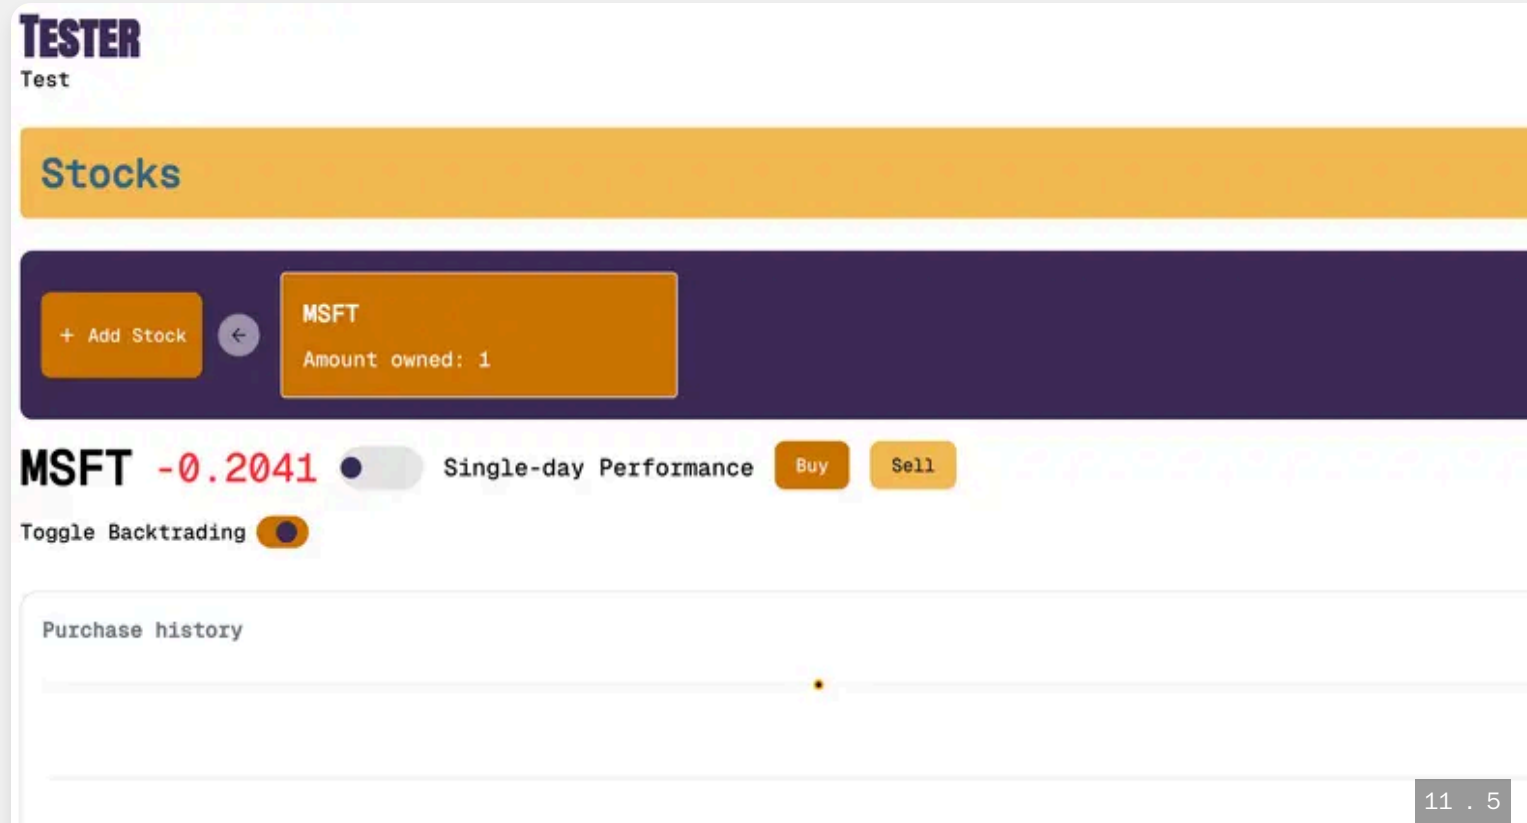 TESTER
Test
Stocks
+ Add Stock
MSFT
Amount owned: 1
MSFT -0.2041 Single-day Performance Buy Sell
Toggle Backtrading
Purchase history
11 . 5